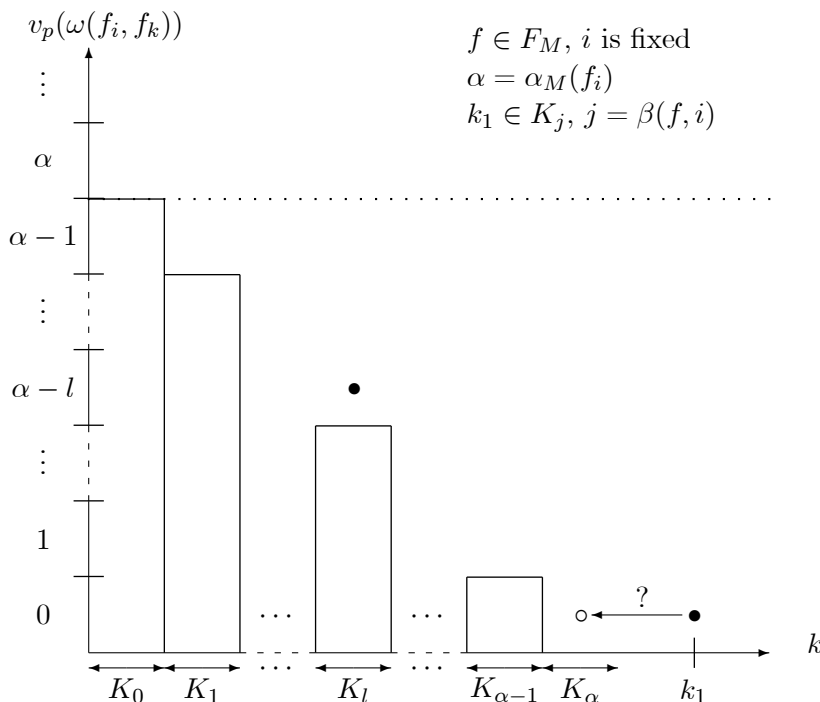 v_p(ω(f_i, f_k))
f ∈ F_M, i is fixed
α = α_M(f_i)
k_1 ∈ K_j, j = β(f, i)
⋮
α
α − 1
⋮
α − l
⋮
1
0
· · · · · · ?
k
· · · · · ·
K_0 K_1 K_l K_{α−1} K_α k_1